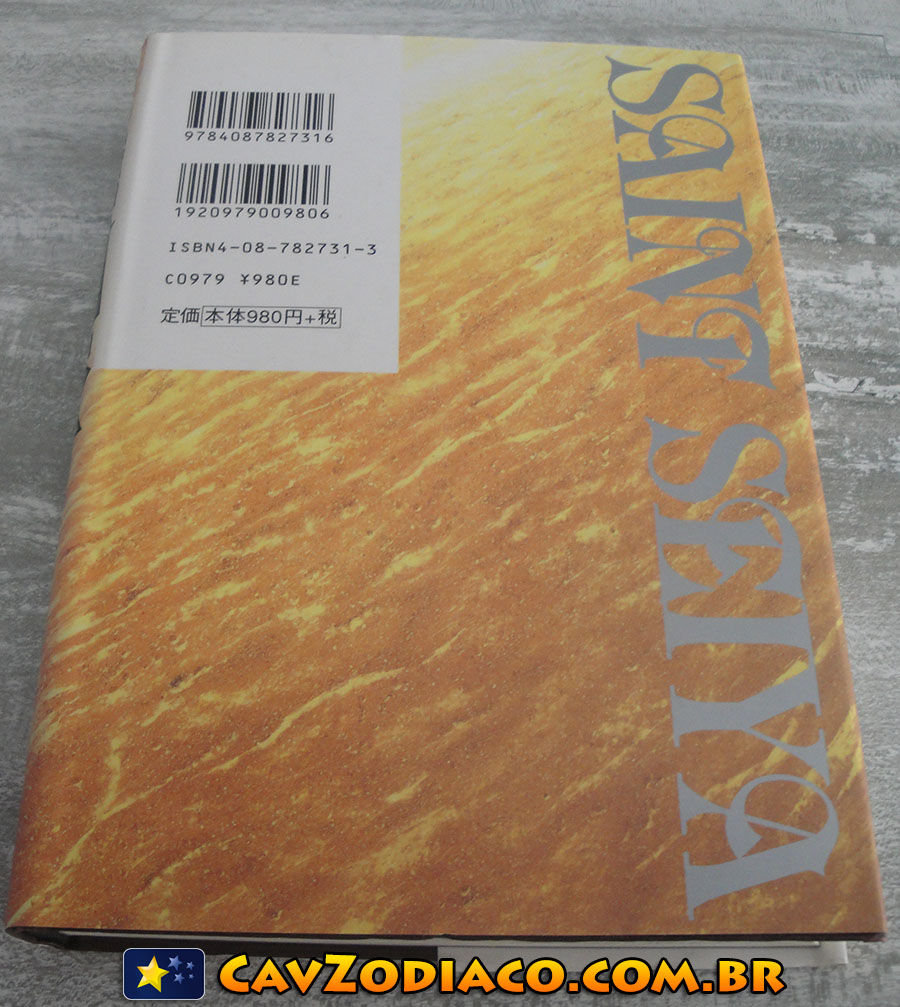 9784087827316
1920979009806
ISBN4-08-782731-3
C0979 ¥980E
定価 本体980円+税
SAINT SEIYA
CAVZODIACO.COM.BR